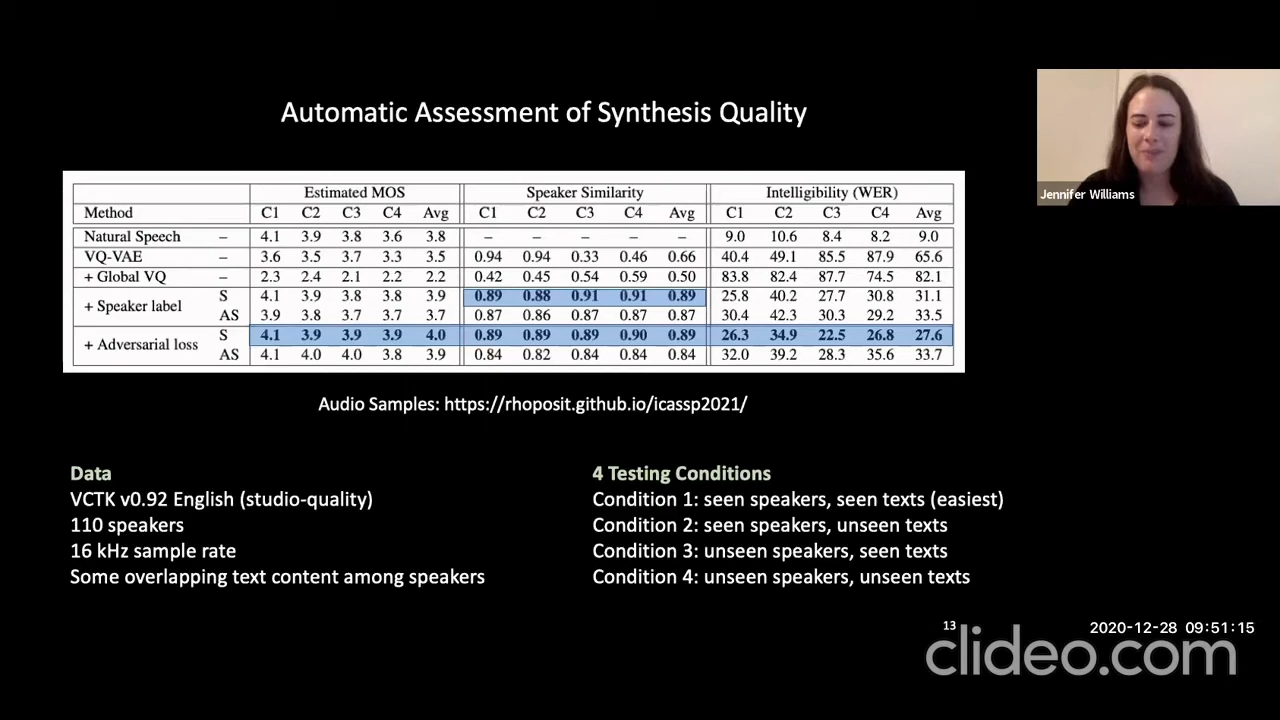 Automatic Assessment of Synthesis Quality
Jennifer Williams
Estimated MOS Speaker Similarity Intelligibility (WER)
Method C1 C2 C3 C4 Avg C1 C2 C3 C4 Avg C1 C2 C3 C4 Avg
Natural Speech – 4.1 3.9 3.8 3.6 3.8 – – – – – 9.0 10.6 8.4 8.2 9.0
VQ-VAE – 3.6 3.5 3.7 3.3 3.5 0.94 0.94 0.33 0.46 0.66 40.4 49.1 85.5 87.9 65.6
+ Global VQ – 2.3 2.4 2.1 2.2 2.2 0.42 0.45 0.54 0.59 0.50 83.8 82.4 87.7 74.5 82.1
+ Speaker label S 4.1 3.9 3.8 3.8 3.9 0.89 0.88 0.91 0.91 0.89 25.8 40.2 27.7 30.8 31.1
AS 3.9 3.8 3.7 3.7 3.7 0.87 0.86 0.87 0.87 0.87 30.4 42.3 30.3 29.2 33.5
+ Adversarial loss S 4.1 3.9 3.9 3.9 4.0 0.89 0.89 0.89 0.90 0.89 26.3 34.9 22.5 26.8 27.6
AS 4.1 4.0 4.0 3.8 3.9 0.84 0.82 0.84 0.84 0.84 32.0 39.2 28.3 35.6 33.7
Audio Samples: https://rhoposit.github.io/icassp2021/
Data
VCTK v0.92 English (studio-quality)
110 speakers
16 kHz sample rate
Some overlapping text content among speakers
4 Testing Conditions
Condition 1: seen speakers, seen texts (easiest)
Condition 2: seen speakers, unseen texts
Condition 3: unseen speakers, seen texts
Condition 4: unseen speakers, unseen texts
13
2020-12-28 09:51:15
clideo.com